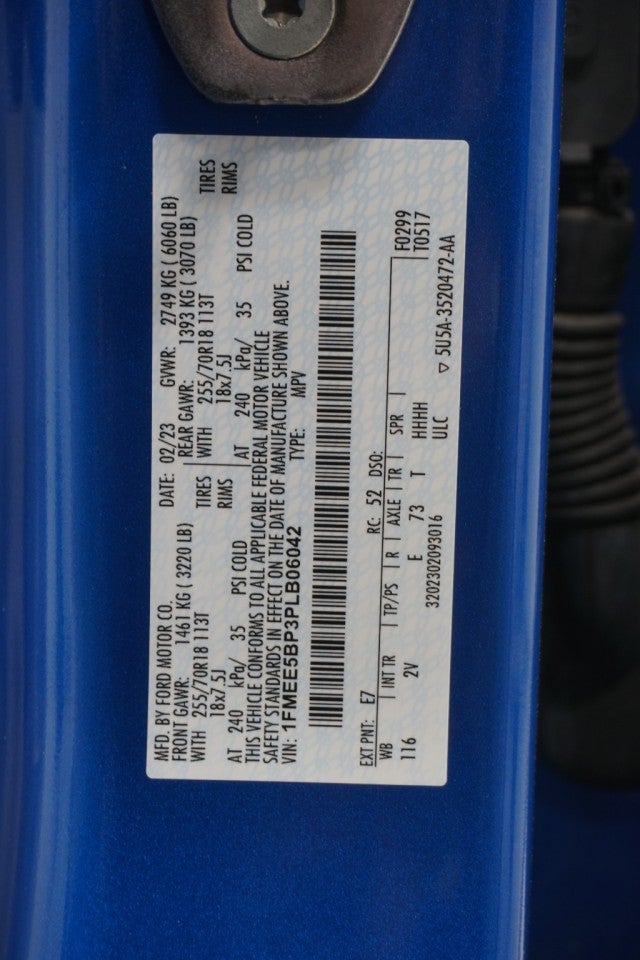 MFD. BY FORD MOTOR CO. DATE: 02/23 GVWR: 2749 KG ( 6060 LB)
FRONT GAWR: 1461 KG ( 3220 LB) REAR GAWR: 1393 KG ( 3070 LB)
WITH 255/70R18 113T TIRES WITH 255/70R18 113T TIRES
18x7.5J RIMS 18x7.5J RIMS
AT 240 kPa/ 35 PSI COLD AT 240 kPa/ 35 PSI COLD
THIS VEHICLE CONFORMS TO ALL APPLICABLE FEDERAL MOTOR VEHICLE
SAFETY STANDARDS IN EFFECT ON THE DATE OF MANUFACTURE SHOWN ABOVE.
VIN: 1FMEE5BP3PLB06042 TYPE: MPV
EXT PNT: E7 RC: 52 DSO: F0299
WB INT TR TP/PS R AXLE TR SPR T0517
116 2V E 73 T HHHH
3202302093016 ULC
▽ 5U5A-3520472-AA